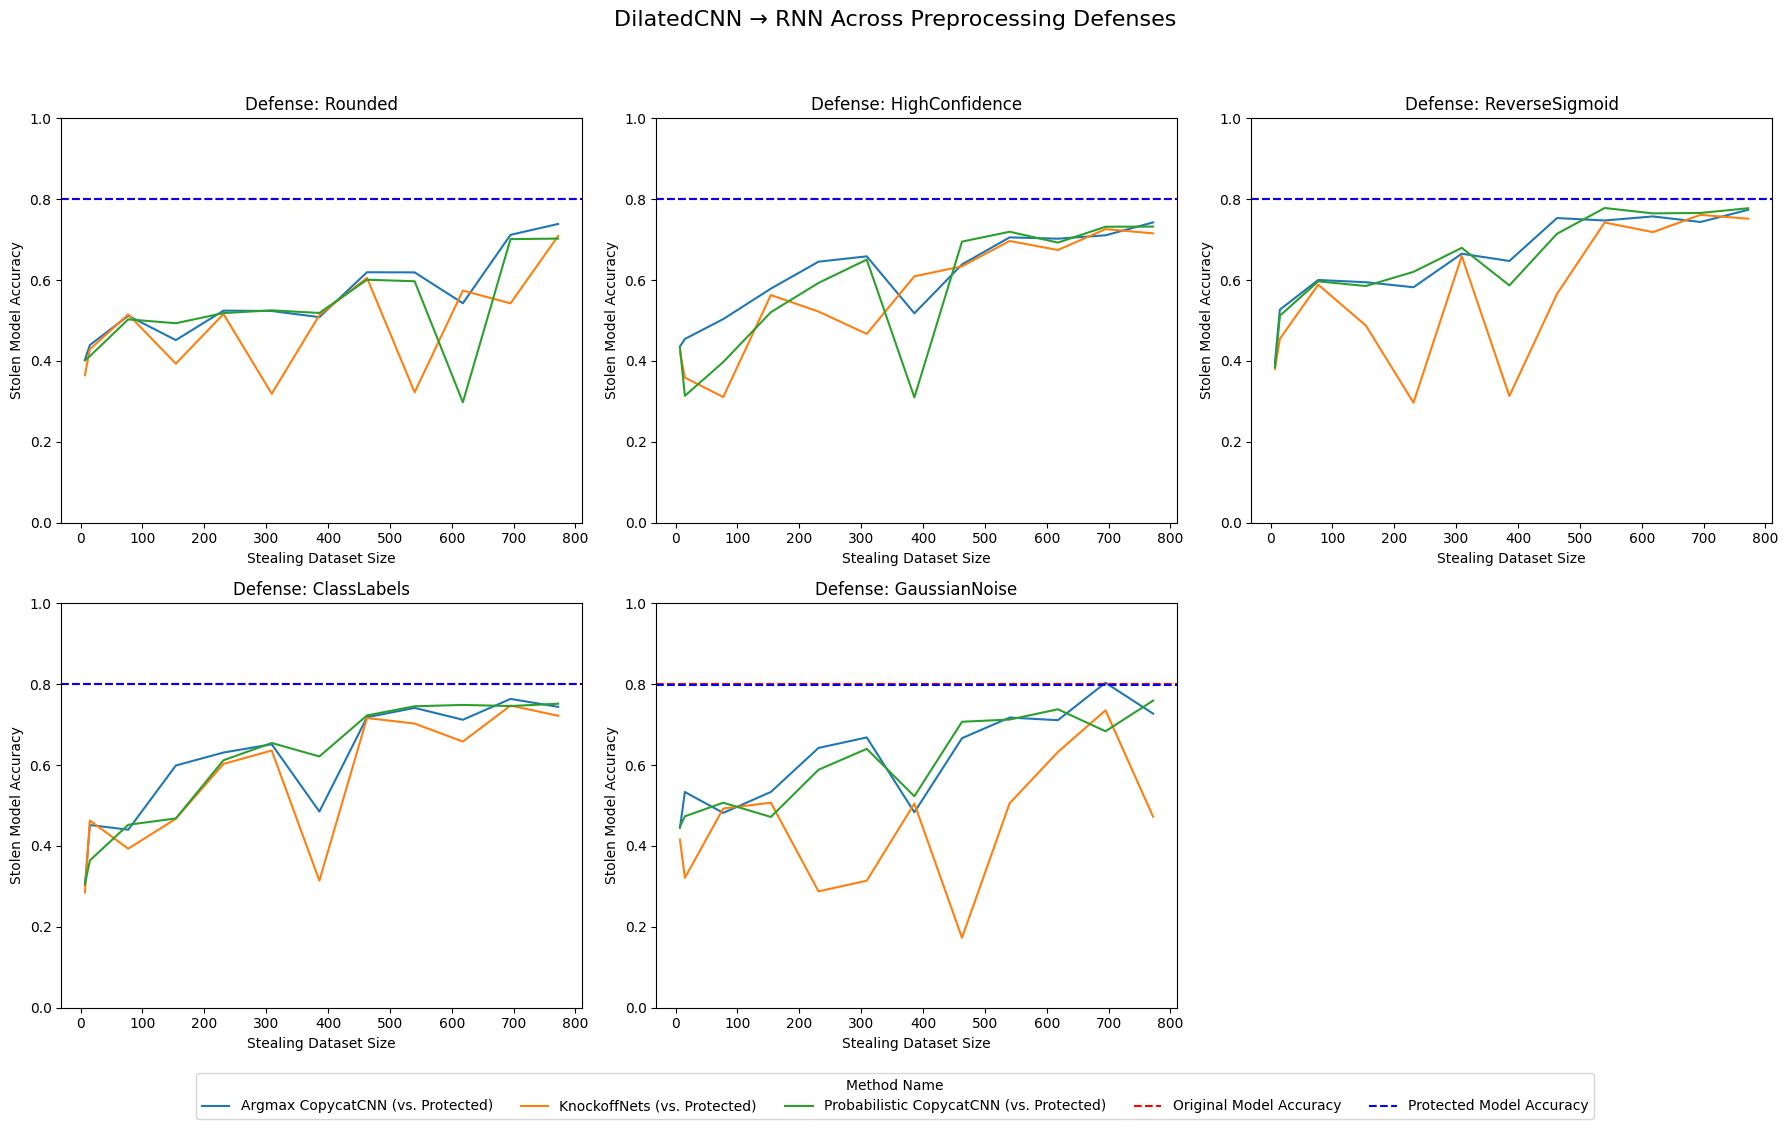 DilatedCNN → RNN Across Preprocessing Defenses
Defense: Rounded
1.0
0.8
0.6
0.4
0.2
0.0
Stolen Model Accuracy
0 100 200 300 400 500 600 700 800
Stealing Dataset Size
Defense: HighConfidence
1.0
0.8
0.6
0.4
0.2
0.0
Stolen Model Accuracy
0 100 200 300 400 500 600 700 800
Stealing Dataset Size
Defense: ReverseSigmoid
1.0
0.8
0.6
0.4
0.2
0.0
Stolen Model Accuracy
0 100 200 300 400 500 600 700 800
Stealing Dataset Size
Defense: ClassLabels
1.0
0.8
0.6
0.4
0.2
0.0
Stolen Model Accuracy
0 100 200 300 400 500 600 700 800
Stealing Dataset Size
Defense: GaussianNoise
1.0
0.8
0.6
0.4
0.2
0.0
Stolen Model Accuracy
0 100 200 300 400 500 600 700 800
Stealing Dataset Size
Method Name
Argmax CopycatCNN (vs. Protected) KnockoffNets (vs. Protected) Probabilistic CopycatCNN (vs. Protected) Original Model Accuracy Protected Model Accuracy